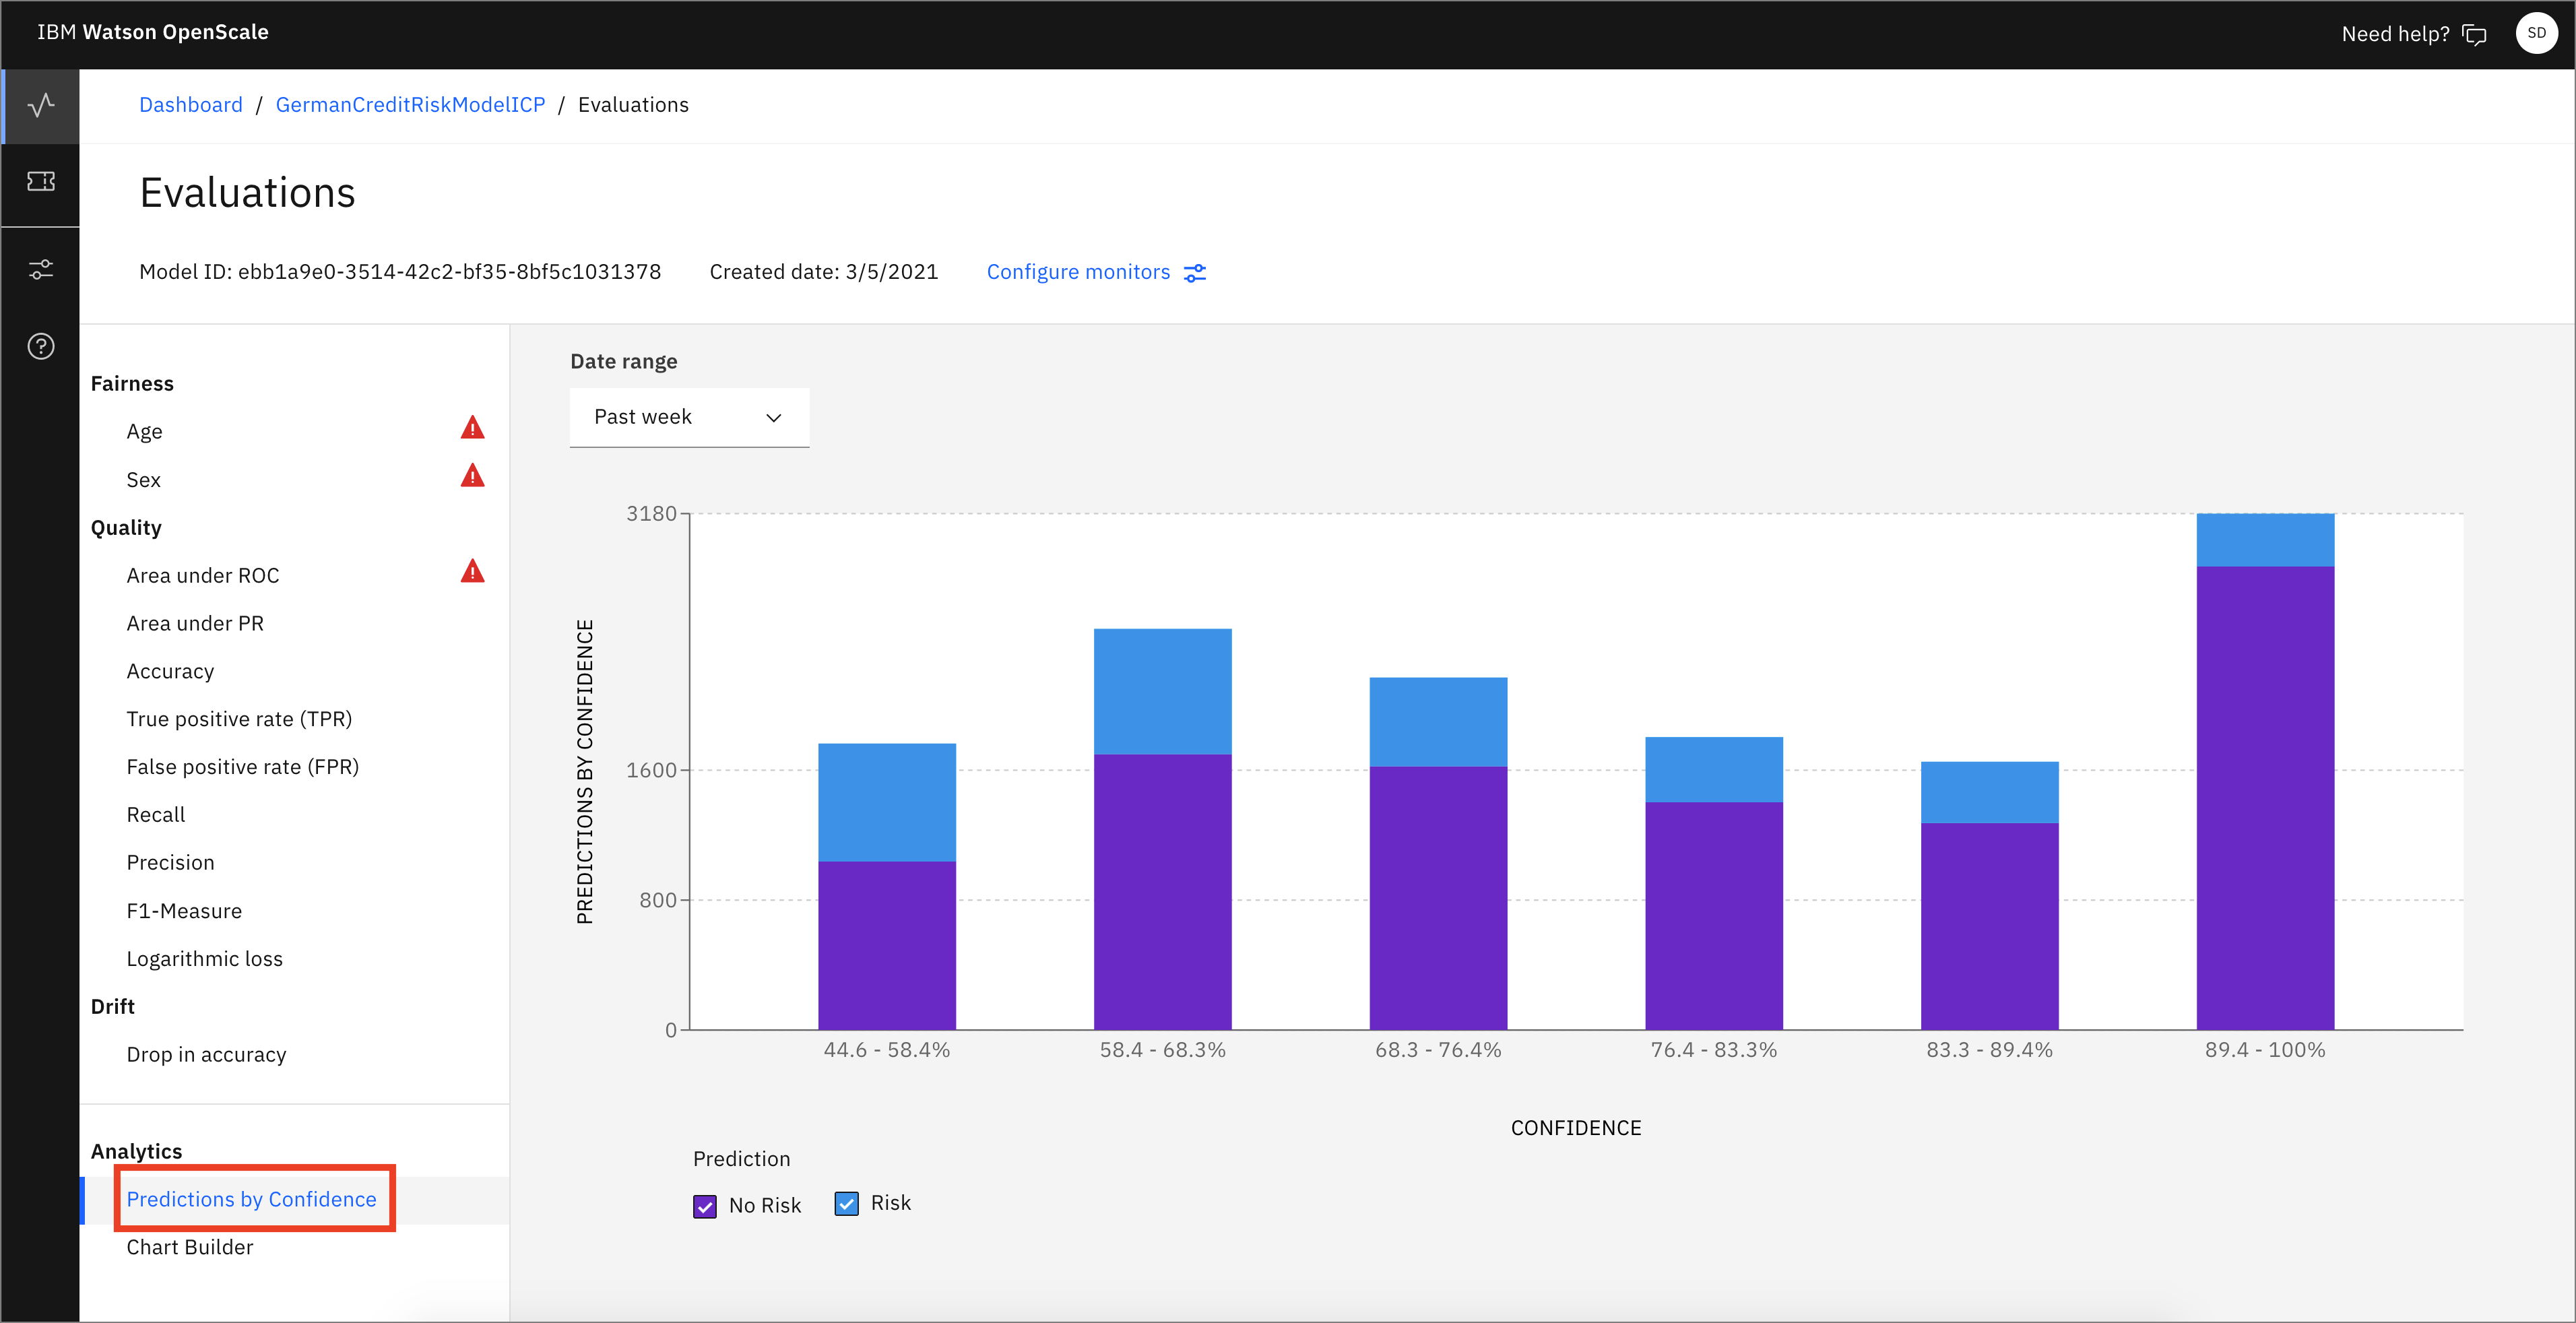 IBM Watson OpenScale
Need help?
SD
Dashboard / GermanCreditRiskModelICP / Evaluations
Evaluations
Model ID: ebb1a9e0-3514-42c2-bf35-8bf5c1031378
Created date: 3/5/2021
Configure monitors
Fairness
Age
Sex
Quality
Area under ROC
Area under PR
Accuracy
True positive rate (TPR)
False positive rate (FPR)
Recall
Precision
F1-Measure
Logarithmic loss
Drift
Drop in accuracy
Analytics
Predictions by Confidence
Chart Builder
Date range
Past week
PREDICTIONS BY CONFIDENCE
3180
1600
800
0
44.6 - 58.4%
58.4 - 68.3%
68.3 - 76.4%
76.4 - 83.3%
83.3 - 89.4%
89.4 - 100%
CONFIDENCE
Prediction
No Risk
Risk